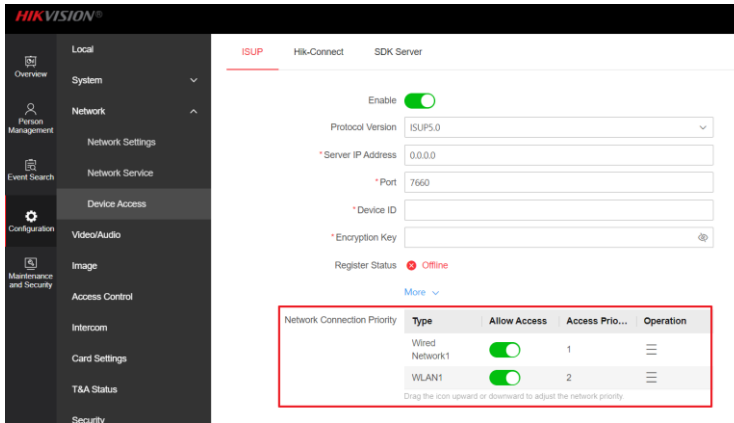 HIKVISION®
Overview
Person
Management
Event Search
Configuration
Maintenance
and Security
Local
System
Network
Network Settings
Network Service
Device Access
Video/Audio
Image
Access Control
Intercom
Card Settings
T&A Status
Security
ISUP Hik-Connect SDK Server
Enable
Protocol Version ISUP5.0
*Server IP Address 0.0.0.0
*Port 7660
*Device ID
*Encryption Key
Register Status Offline
More
Network Connection Priority Type Allow Access Access Prio... Operation
Wired
Network1 1
WLAN1 2
Drag the icon upward or downward to adjust the network priority.